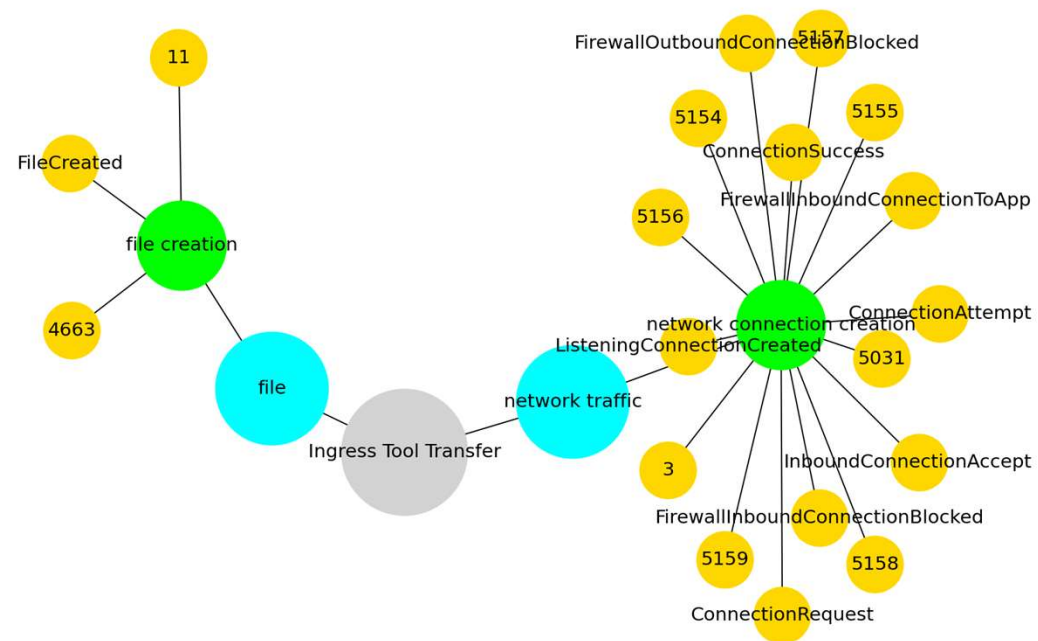 11
FileCreated
file creation
4663
file
Ingress Tool Transfer
network traffic
FirewallOutboundConnectionBlocked
5157
5154
5155
ConnectionSuccess
FirewallInboundConnectionToApp
5156
ConnectionAttempt
network connection creation
ListeningConnectionCreated
5031
3
InboundConnectionAccept
FirewallInboundConnectionBlocked
5159
5158
ConnectionRequest